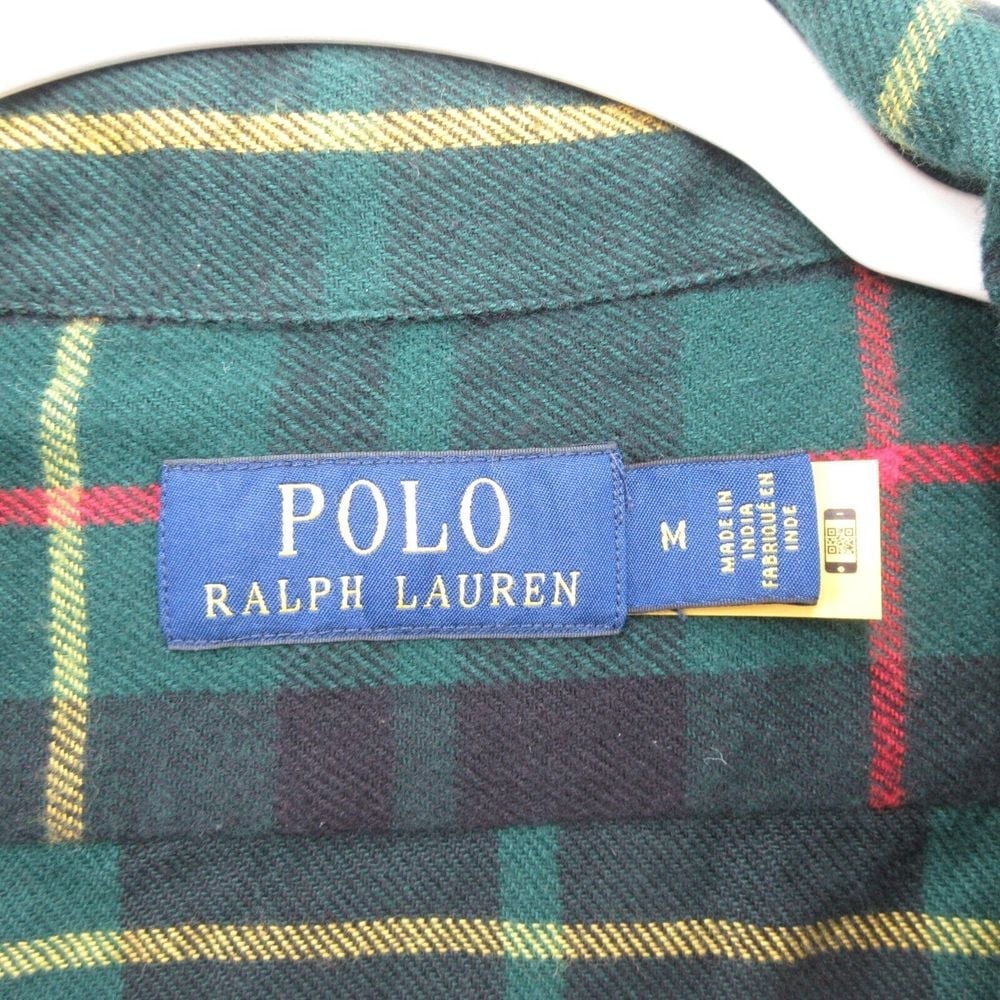 POLO
RALPH LAUREN
M
MADE IN
INDIA
FABRIQUÉ EN
INDE